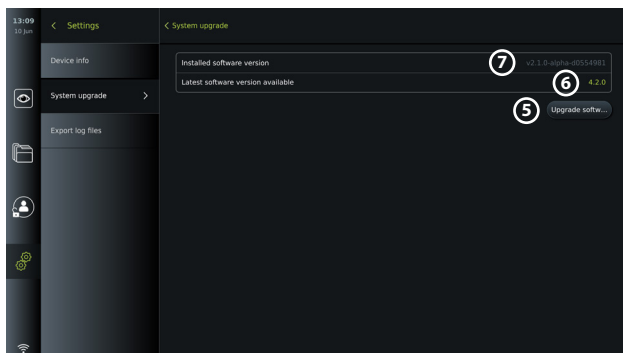 13:09
10 Jun
Settings
System upgrade
Device info
System upgrade
Export log files
Installed software version
7
v2.1.0-alpha-d0554981
Latest software version available
6
4.2.0
5
Upgrade softw...